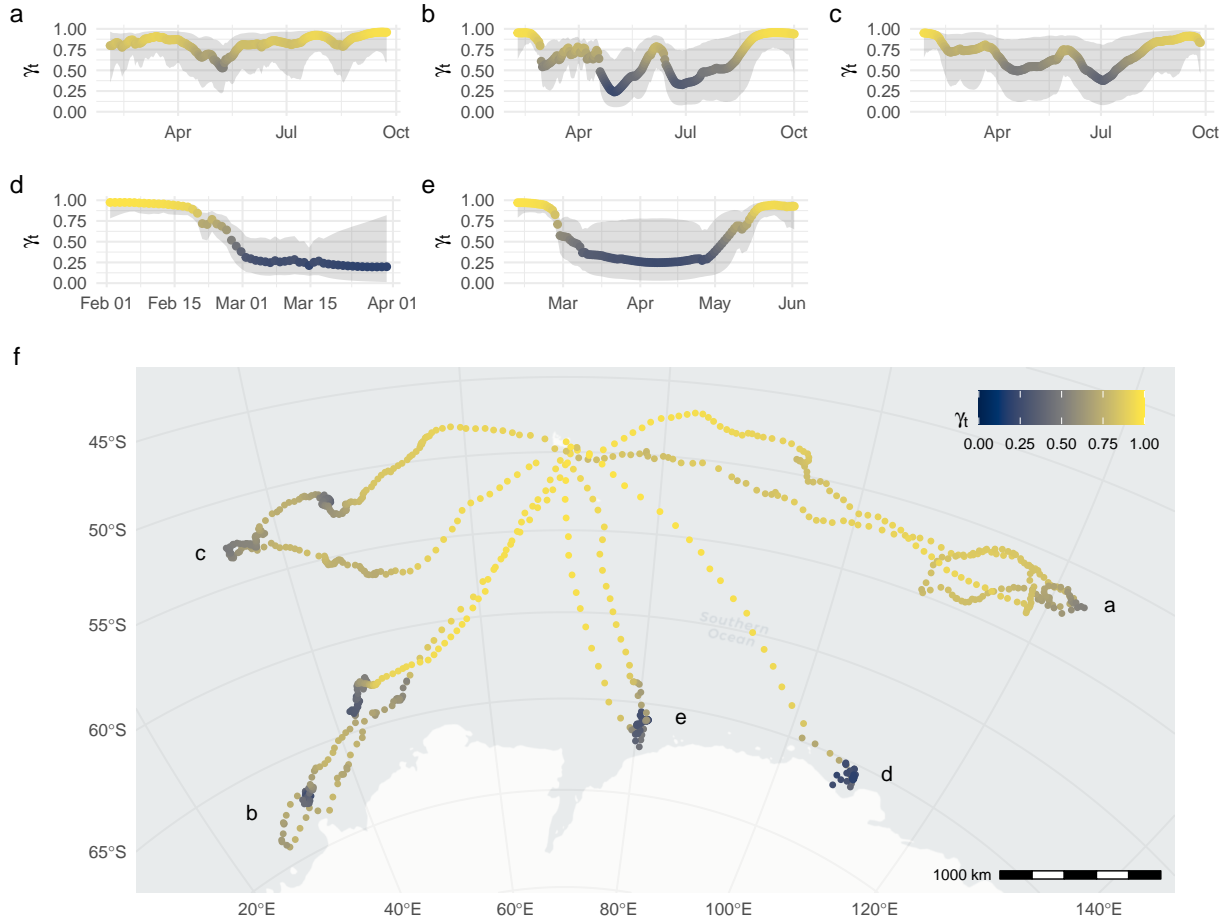 a
b
c
1.00
0.75
0.50
0.25
0.00
γt
Apr
Jul
Oct
1.00
0.75
0.50
0.25
0.00
γt
Apr
Jul
Oct
1.00
0.75
0.50
0.25
0.00
γt
Apr
Jul
Oct
d
e
1.00
0.75
0.50
0.25
0.00
γt
Feb 01
Feb 15
Mar 01
Mar 15
Apr 01
1.00
0.75
0.50
0.25
0.00
γt
Mar
Apr
May
Jun
f
γt
0.00 0.25 0.50 0.75 1.00
45°S
50°S
55°S
60°S
65°S
c
a
Southern
Ocean
e
d
b
1000 km
20°E 40°E 60°E 80°E 100°E 120°E 140°E